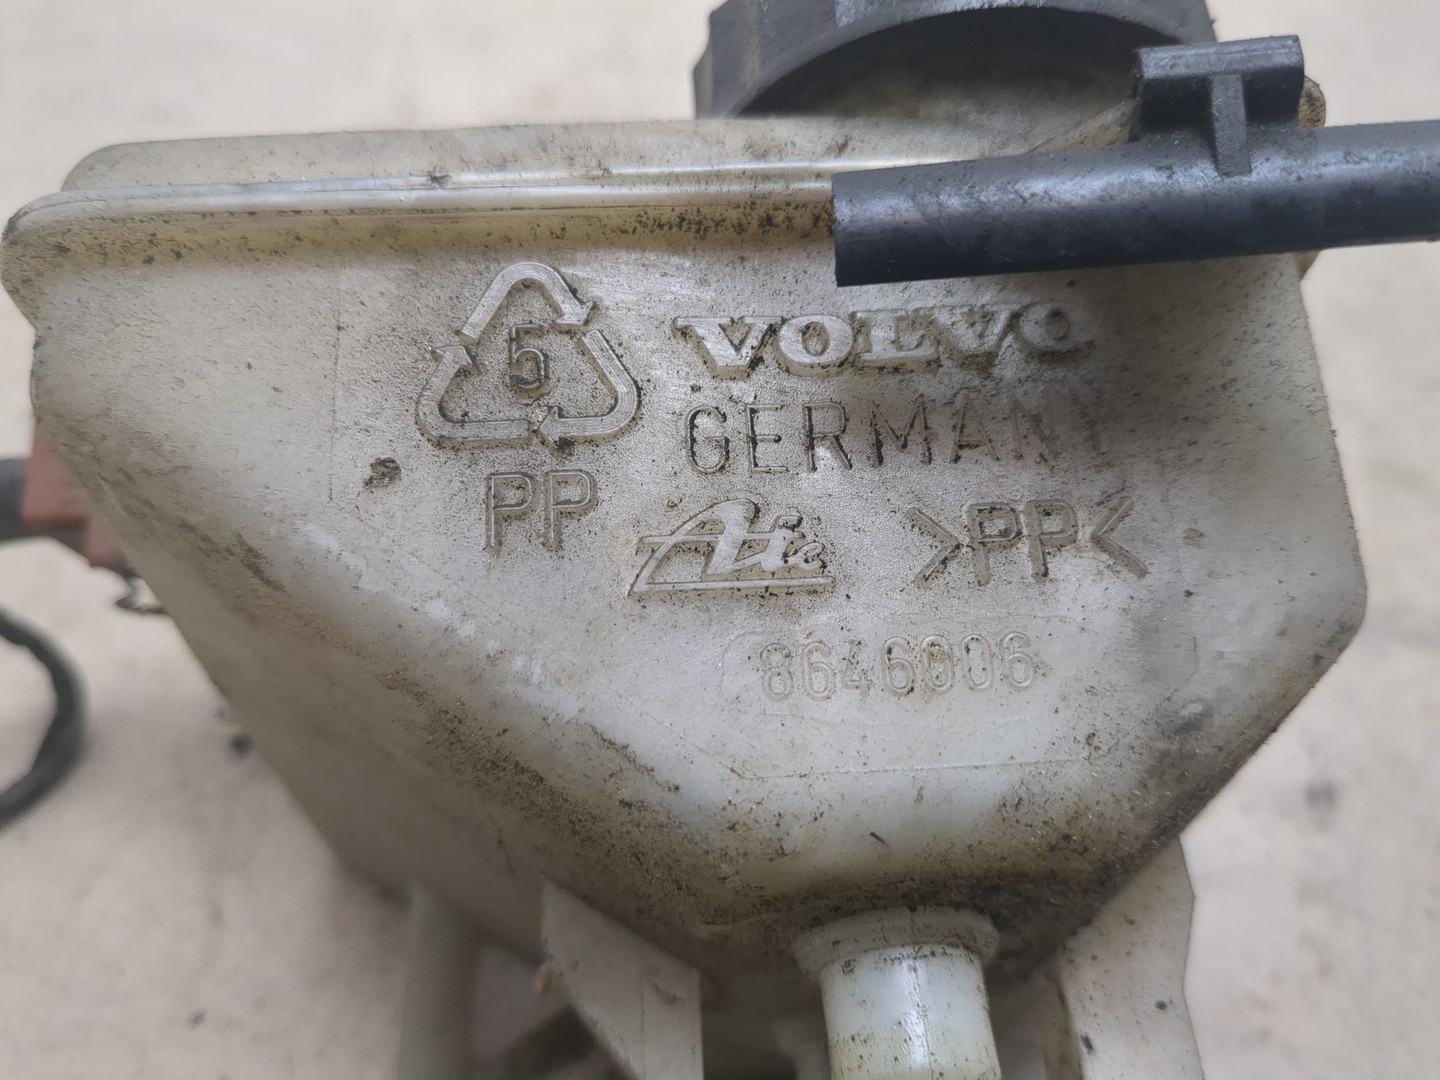 5
VOLVO
GERMANY
PP
Ate
>PP<
8646006